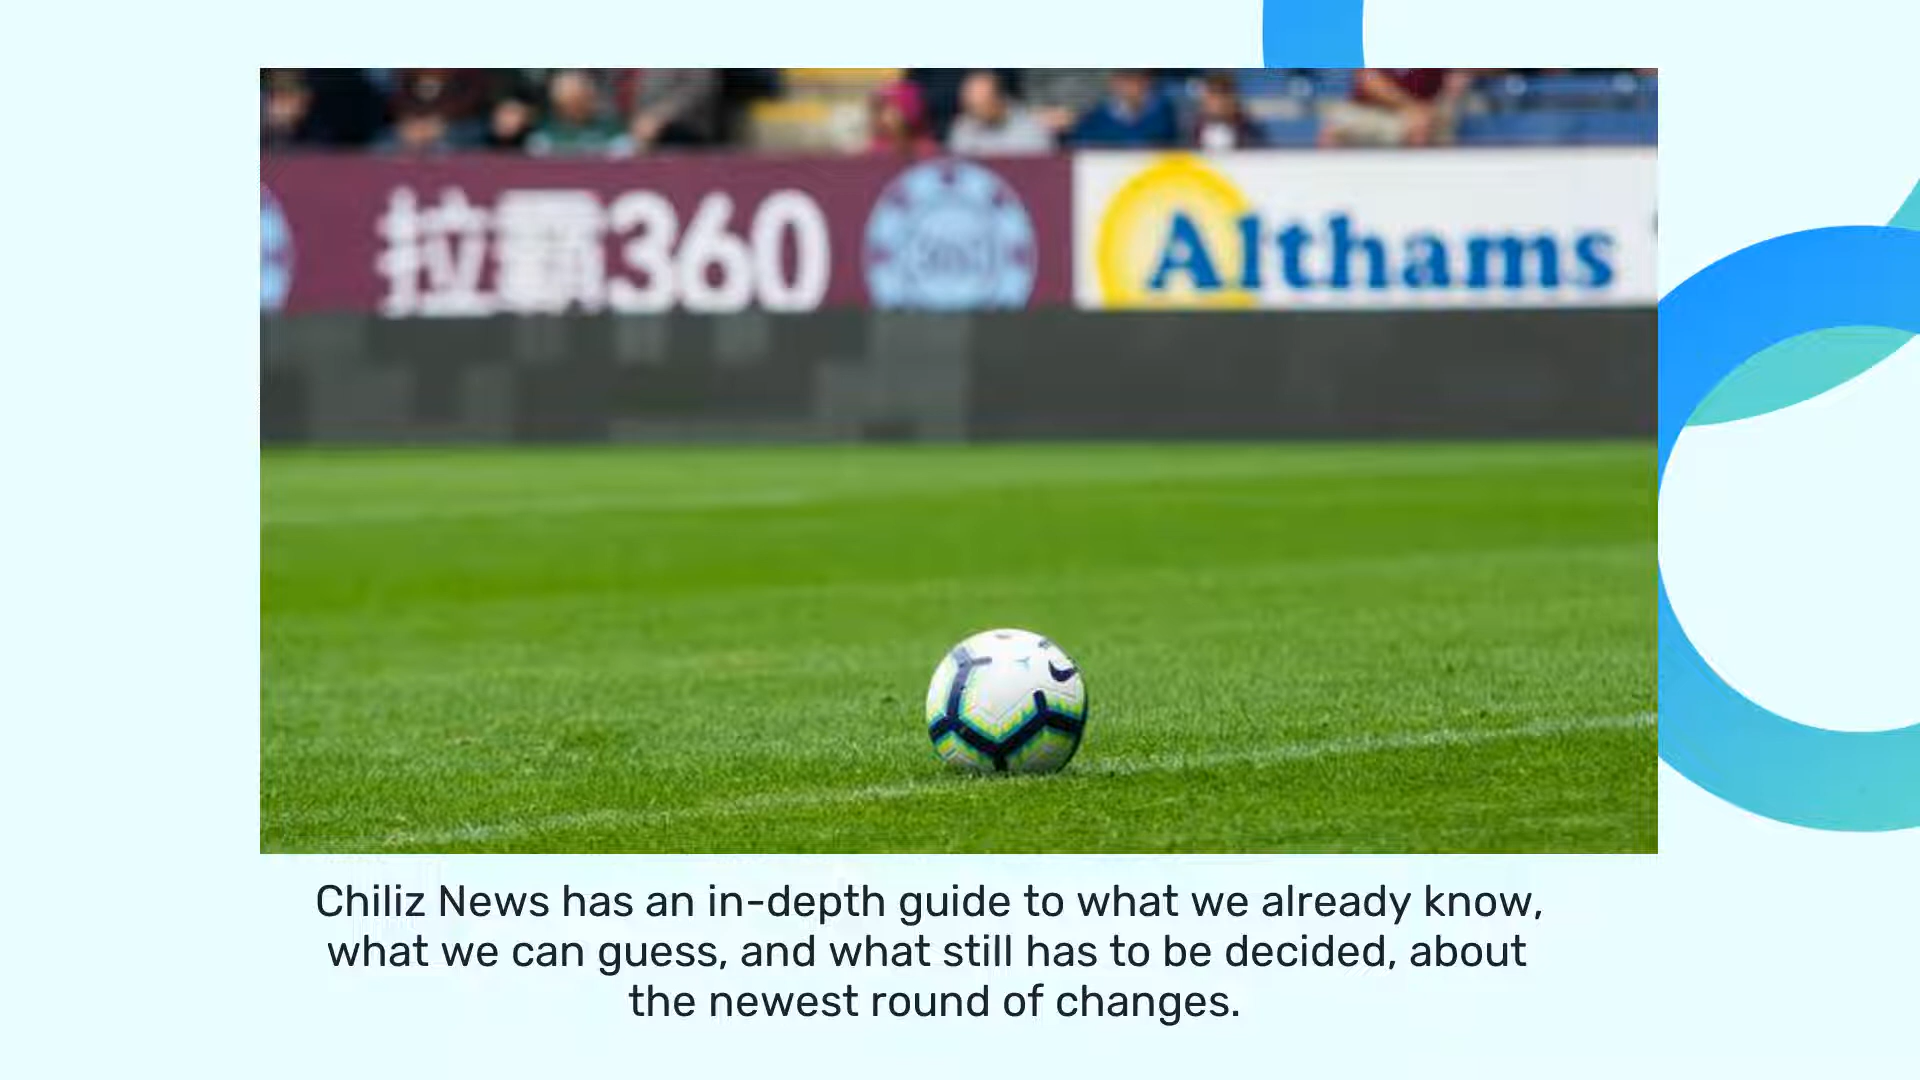 拉霸360
Althams
Chiliz News has an in-depth guide to what we already know,
what we can guess, and what still has to be decided, about
the newest round of changes.